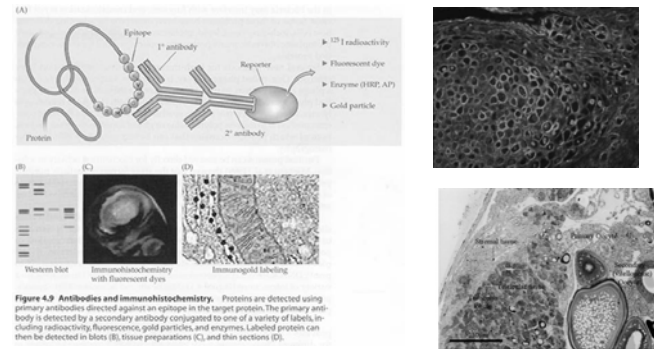 (A)
Epitope
1° antibody
Reporter
¹²⁵I radioactivity
Fluorescent dye
Enzyme (HRP, AP)
Gold particle
Protein
2° antibody
(B)
(C)
(D)
Western blot
Immunohistochemistry
with fluorescent dyes
Immunogold labeling
Figure 4.9 Antibodies and immunohistochemistry. Proteins are detected using
primary antibodies directed against an epitope in the target protein. The primary anti-
body is detected by a secondary antibody conjugated to one of a variety of labels, in-
cluding radioactivity, fluorescence, gold particles, and enzymes. Labeled protein can
then be detected in blots (B), tissue preparations (C), and thin sections (D).